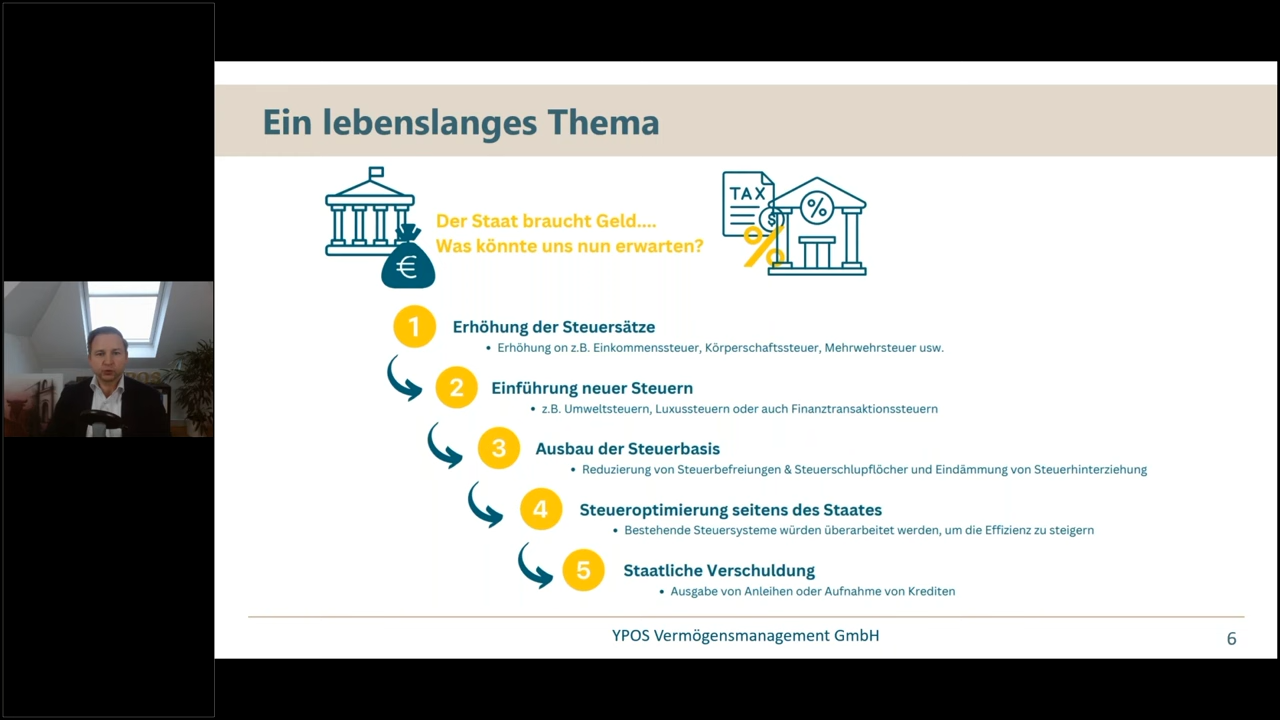 Ein lebenslanges Thema
Der Staat braucht Geld....
Was könnte uns nun erwarten?
TAX
$
%
%
€
1
Erhöhung der Steuersätze
• Erhöhung on z.B. Einkommenssteuer, Körperschaftssteuer, Mehrwehrsteuer usw.
2
Einführung neuer Steuern
• z.B. Umweltsteuern, Luxussteuern oder auch Finanztransaktionssteuern
3
Ausbau der Steuerbasis
• Reduzierung von Steuerbefreiungen & Steuerschlupflöcher und Eindämmung von Steuerhinterziehung
4
Steueroptimierung seitens des Staates
• Bestehende Steuersysteme würden überarbeitet werden, um die Effizienz zu steigern
5
Staatliche Verschuldung
• Ausgabe von Anleihen oder Aufnahme von Krediten
YPOS Vermögensmanagement GmbH
6